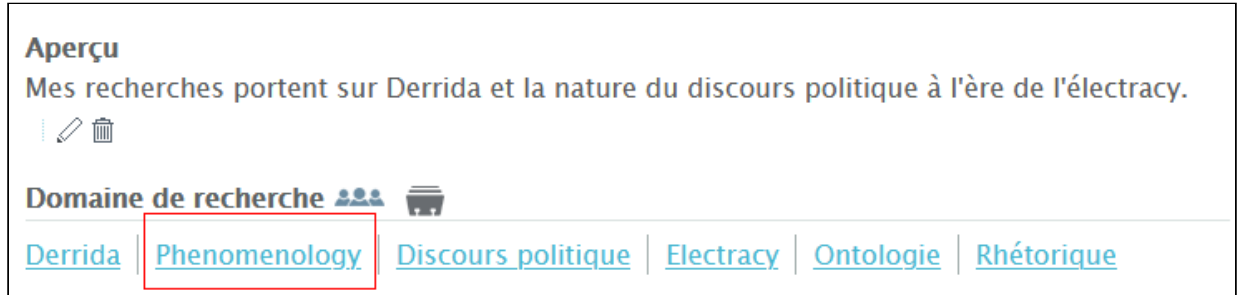 Aperçu
Mes recherches portent sur Derrida et la nature du discours politique à l'ère de l'électracy.
Domaine de recherche
Derrida | Phenomenology | Discours politique | Electracy | Ontologie | Rhétorique